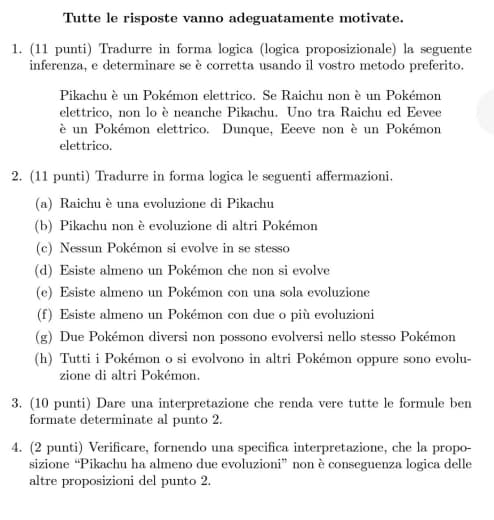 Tutte le risposte vanno adeguatamente motivate.
1. (11 punti) Tradurre in forma logica (logica proposizionale) la seguente
inferenza, e determinare se è corretta usando il vostro metodo preferito.
Pikachu è un Pokémon elettrico. Se Raichu non è un Pokémon
elettrico, non lo è neanche Pikachu. Uno tra Raichu ed Eevee
è un Pokémon elettrico. Dunque, Eeeve non è un Pokémon
elettrico.
2. (11 punti) Tradurre in forma logica le seguenti affermazioni.
(a) Raichu è una evoluzione di Pikachu
(b) Pikachu non è evoluzione di altri Pokémon
(c) Nessun Pokémon si evolve in se stesso
(d) Esiste almeno un Pokémon che non si evolve
(e) Esiste almeno un Pokémon con una sola evoluzione
(f) Esiste almeno un Pokémon con due o più evoluzioni
(g) Due Pokémon diversi non possono evolversi nello stesso Pokémon
(h) Tutti i Pokémon o si evolvono in altri Pokémon oppure sono evolu-
zione di altri Pokémon.
3. (10 punti) Dare una interpretazione che renda vere tutte le formule ben
formate determinate al punto 2.
4. (2 punti) Verificare, fornendo una specifica interpretazione, che la propo-
sizione “Pikachu ha almeno due evoluzioni” non è conseguenza logica delle
altre proposizioni del punto 2.